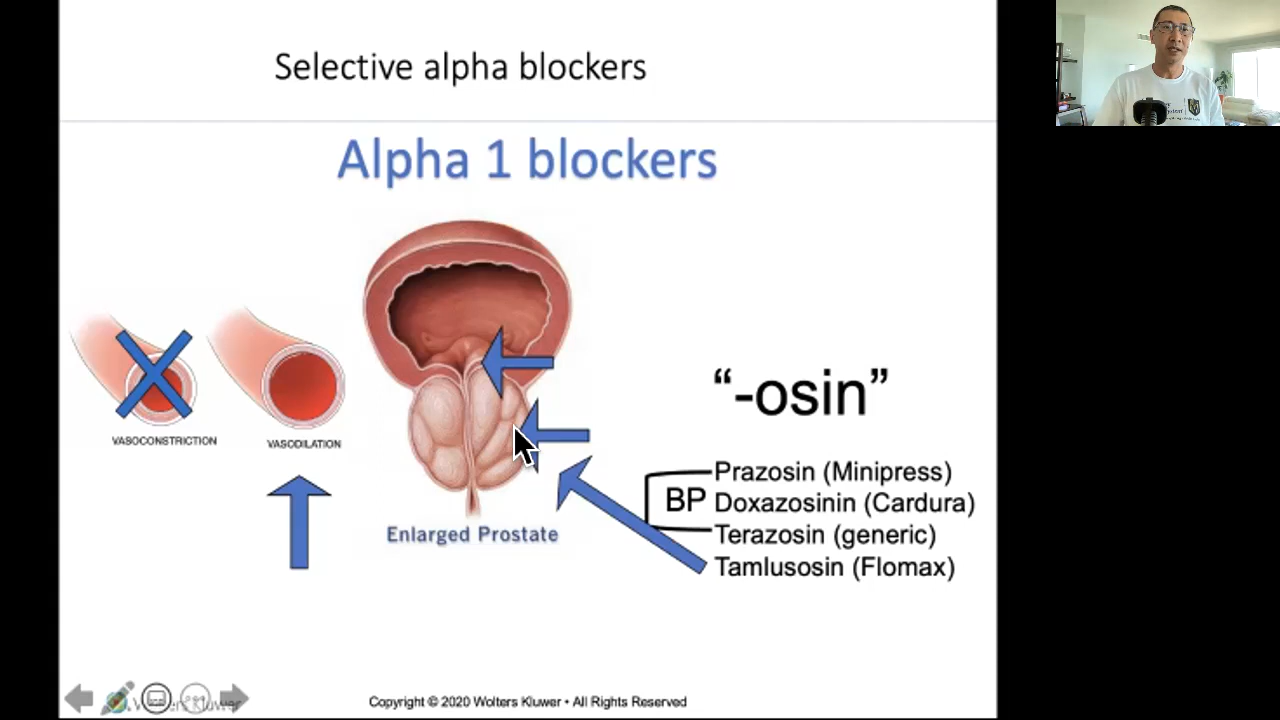 Selective alpha blockers
Alpha 1 blockers
VASOCONSTRICTION
VASODILATION
Enlarged Prostate
“-osin”
BP
Prazosin (Minipress)
Doxazosinin (Cardura)
Terazosin (generic)
Tamlusosin (Flomax)
Copyright © 2020 Wolters Kluwer • All Rights Reserved
Kluwer